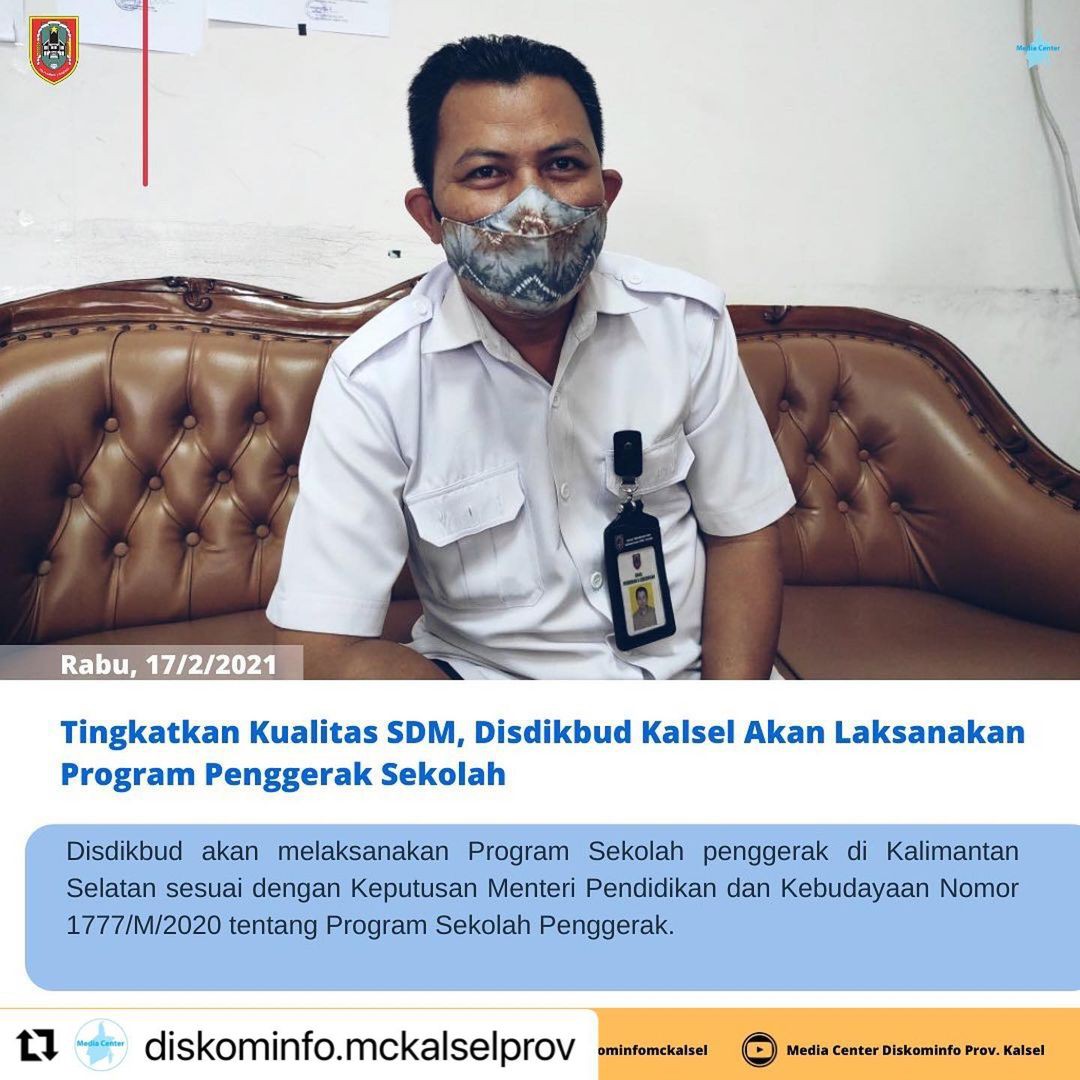 Media Center
Rabu, 17/2/2021
Tingkatkan Kualitas SDM, Disdikbud Kalsel Akan Laksanakan
Program Penggerak Sekolah
Disdikbud akan melaksanakan Program Sekolah penggerak di Kalimantan
Selatan sesuai dengan Keputusan Menteri Pendidikan dan Kebudayaan Nomor
1777/M/2020 tentang Program Sekolah Penggerak.
Media Center
diskominfo.mckalselprov
ominfomckalsel
Media Center Diskominfo Prov. Kalsel